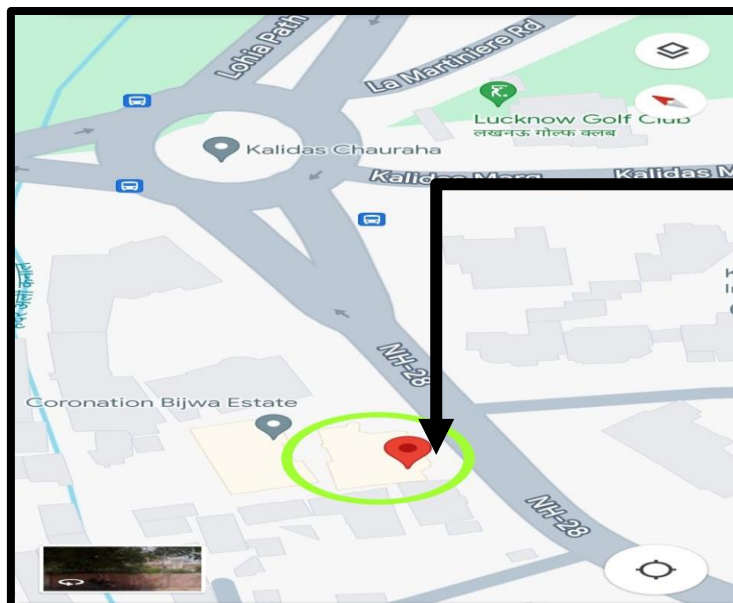 Lohia Path
La Martiniere Rd
Lucknow Golf Club
लखनऊ गोल्फ क्लब
Kalidas Chauraha
Kalidas Marg
Kalidas M
K
In
NH-28
Coronation Bijwa Estate
NH-28